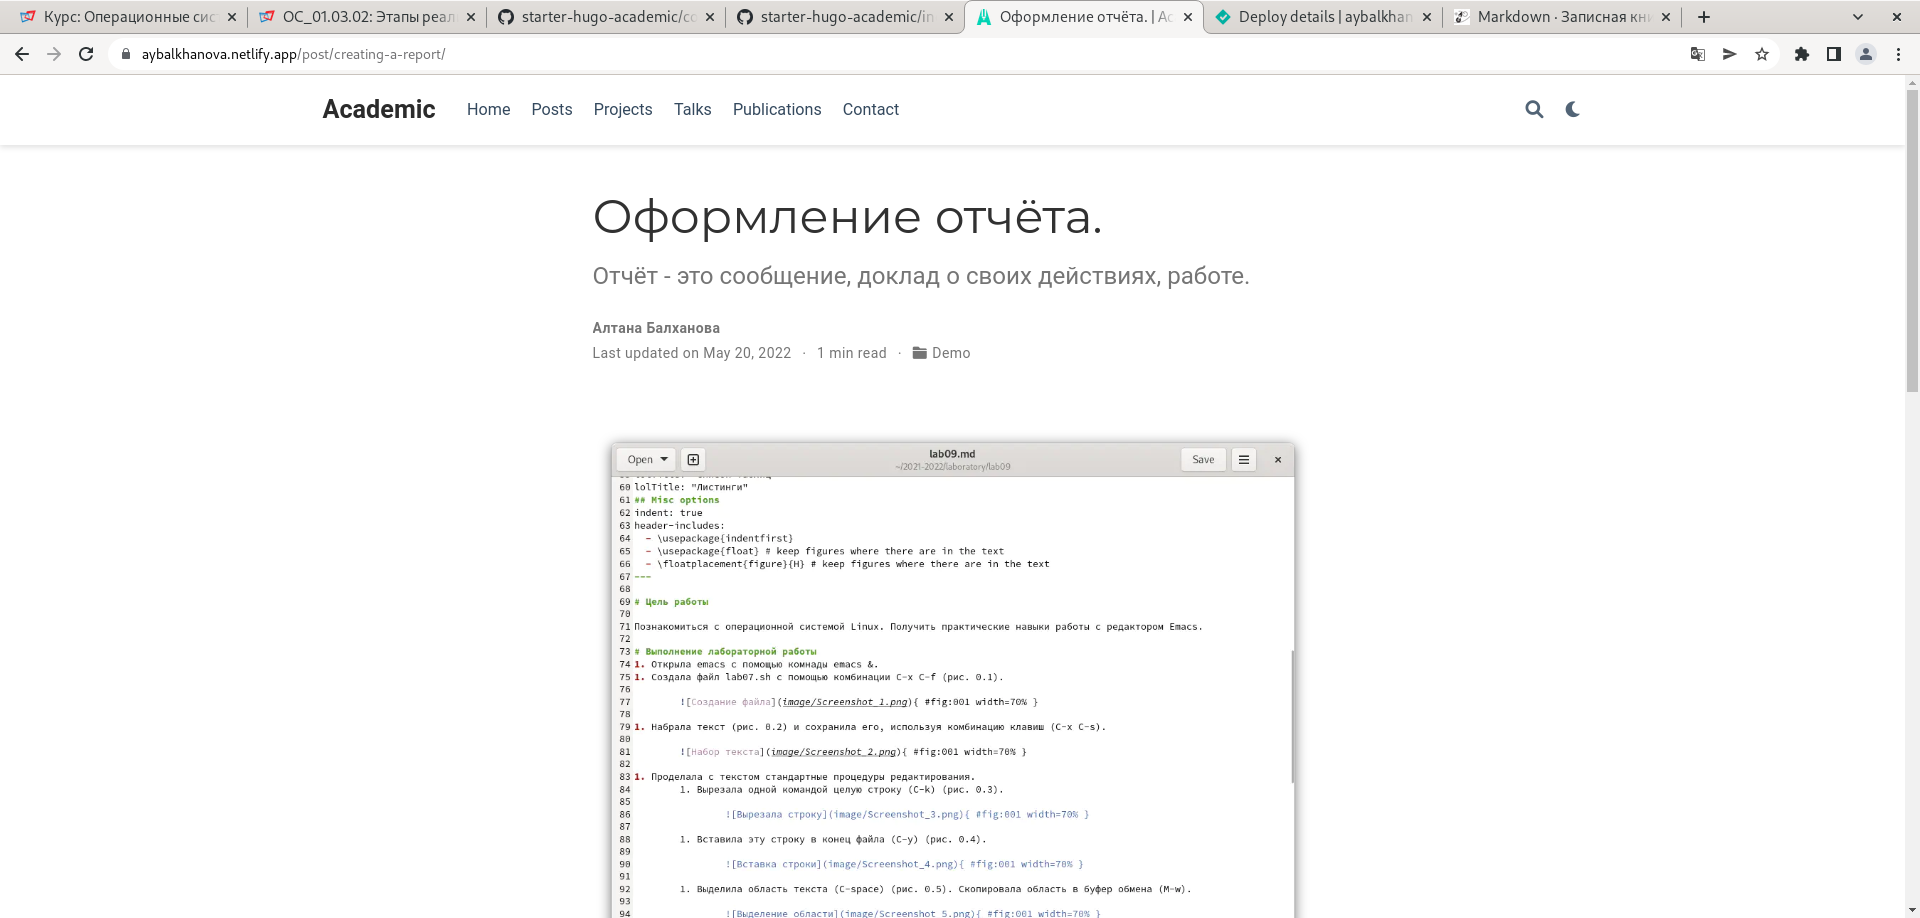 Курс: Операционные сис
ОС_01.03.02: Этапы реал
starter-hugo-academic/co
starter-hugo-academic/in
Оформление отчёта. | Ac
Deploy details | aybalkhan
Markdown · Записная кни
aybalkhanova.netlify.app/post/creating-a-report/
Academic Home Posts Projects Talks Publications Contact
Оформление отчёта.
Отчёт - это сообщение, доклад о своих действиях, работе.
Алтана Балханова
Last updated on May 20, 2022 · 1 min read · Demo
Open lab09.md Save
~/2021-2022/laboratory/lab09
60 lolTitle: "Листинги"
61 ## Misc options
62 indent: true
63 header-includes:
64 - \usepackage{indentfirst}
65 - \usepackage{float} # keep figures where there are in the text
66 - \floatplacement{figure}{H} # keep figures where there are in the text
67 ---
68
69 # Цель работы
70
71 Познакомиться с операционной системой Linux. Получить практические навыки работы с редактором Emacs.
72
73 # Выполнение лабораторной работы
74 1. Открыла emacs с помощью комнады emacs &.
75 1. Создала файл lab07.sh с помощью комбинации C-x C-f (рис. 0.1).
76
77 ![Создание файла](image/Screenshot_1.png){ #fig:001 width=70% }
78
79 1. Набрала текст (рис. 0.2) и сохранила его, используя комбинацию клавиш (C-x C-s).
80
81 ![Набор текста](image/Screenshot_2.png){ #fig:001 width=70% }
82
83 1. Проделала с текстом стандартные процедуры редактирования.
84 1. Вырезала одной командой целую строку (C-k) (рис. 0.3).
85
86 ![Вырезала строку](image/Screenshot_3.png){ #fig:001 width=70% }
87
88 1. Вставила эту строку в конец файла (C-y) (рис. 0.4).
89
90 ![Вставка строки](image/Screenshot_4.png){ #fig:001 width=70% }
91
92 1. Выделила область текста (C-space) (рис. 0.5). Скопировала область в буфер обмена (M-w).
93
94 ![Выделение области](image/Screenshot_5.png){ #fig:001 width=70% }